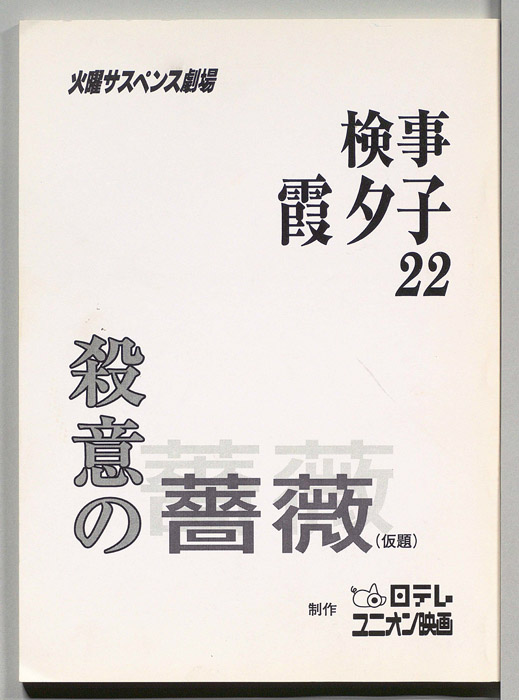 火曜サスペンス劇場
検事
霞夕子
22
殺意の
薔薇(仮題)
制作
日テレ
ユニオン映画